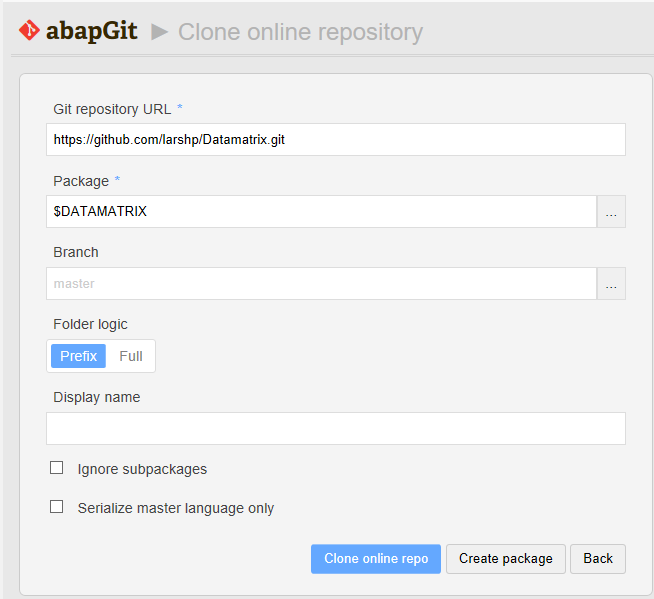 abapGit ▶ Clone online repository
Git repository URL *
https://github.com/larshp/Datamatrix.git
Package *
$DATAMATRIX ...
Branch
master ...
Folder logic
Prefix Full
Display name
Ignore subpackages
Serialize master language only
Clone online repo Create package Back